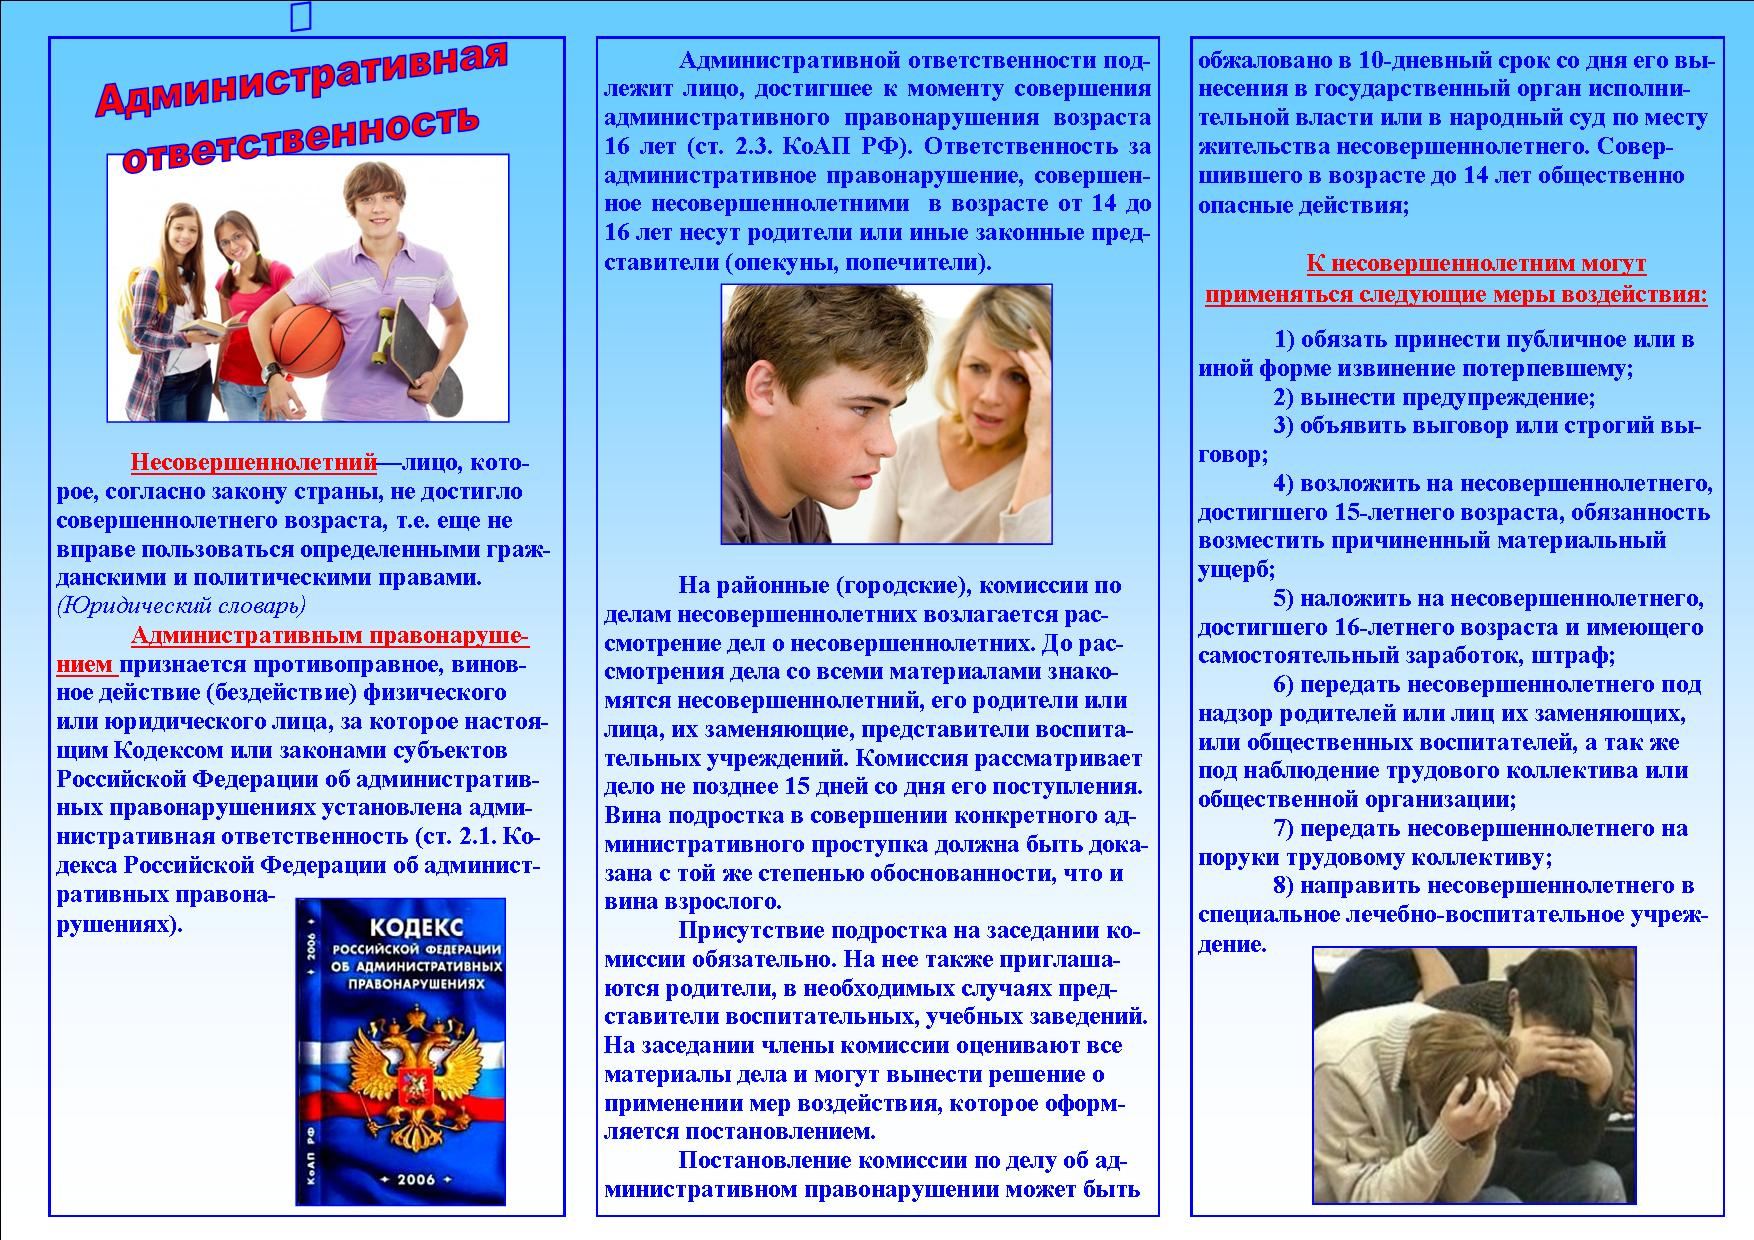 Административная
ответственность
Несовершеннолетний—лицо, кото-
рое, согласно закону страны, не достигло
совершеннолетнего возраста, т.е. еще не
вправе пользоваться определенными граж-
данскими и политическими правами.
(Юридический словарь)
Административным правонаруше-
нием признается противоправное, винов-
ное действие (бездействие) физического
или юридического лица, за которое настоя-
щим Кодексом или законами субъектов
Российской Федерации об административ-
ных правонарушениях установлена адми-
нистративная ответственность (ст. 2.1. Ко-
декса Российской Федерации об админист-
ративных правона-
рушениях).
КОДЕКС
РОССИЙСКОЙ ФЕДЕРАЦИИ
ОБ АДМИНИСТРАТИВНЫХ
ПРАВОНАРУШЕНИЯХ
2006
КоАП РФ
2006
Административной ответственности под-
лежит лицо, достигшее к моменту совершения
административного правонарушения возраста
16 лет (ст. 2.3. КоАП РФ). Ответственность за
административное правонарушение, совершен-
ное несовершеннолетними в возрасте от 14 до
16 лет несут родители или иные законные пред-
ставители (опекуны, попечители).
На районные (городские), комиссии по
делам несовершеннолетних возлагается рас-
смотрение дел о несовершеннолетних. До рас-
смотрения дела со всеми материалами знако-
мятся несовершеннолетний, его родители или
лица, их заменяющие, представители воспита-
тельных учреждений. Комиссия рассматривает
дело не позднее 15 дней со дня его поступления.
Вина подростка в совершении конкретного ад-
министративного проступка должна быть дока-
зана с той же степенью обоснованности, что и
вина взрослого.
Присутствие подростка на заседании ко-
миссии обязательно. На нее также приглаша-
ются родители, в необходимых случаях пред-
ставители воспитательных, учебных заведений.
На заседании члены комиссии оценивают все
материалы дела и могут вынести решение о
применении мер воздействия, которое оформ-
ляется постановлением.
Постановление комиссии по делу об ад-
министративном правонарушении может быть
обжаловано в 10-дневный срок со дня его вы-
несения в государственный орган исполни-
тельной власти или в народный суд по месту
жительства несовершеннолетнего. Совер-
шившего в возрасте до 14 лет общественно
опасные действия;
К несовершеннолетним могут
применяться следующие меры воздействия:
1) обязать принести публичное или в
иной форме извинение потерпевшему;
2) вынести предупреждение;
3) объявить выговор или строгий вы-
говор;
4) возложить на несовершеннолетнего,
достигшего 15-летнего возраста, обязанность
возместить причиненный материальный
ущерб;
5) наложить на несовершеннолетнего,
достигшего 16-летнего возраста и имеющего
самостоятельный заработок, штраф;
6) передать несовершеннолетнего под
надзор родителей или лиц их заменяющих,
или общественных воспитателей, а так же
под наблюдение трудового коллектива или
общественной организации;
7) передать несовершеннолетнего на
поруки трудовому коллективу;
8) направить несовершеннолетнего в
специальное лечебно-воспитательное учреж-
дение.